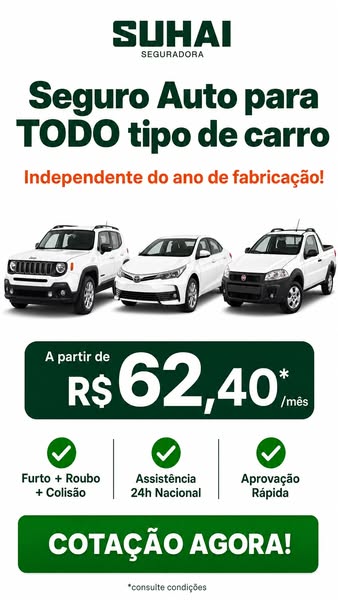 SUHAI
SEGURADORA
Seguro Auto para
TODO tipo de carro
Independente do ano de fabricação!
A partir de
R$ 62,40*
/mês
Furto + Roubo
+ Colisão
Assistência
24h Nacional
Aprovação
Rápida
COTAÇÃO AGORA!
*consulte condições